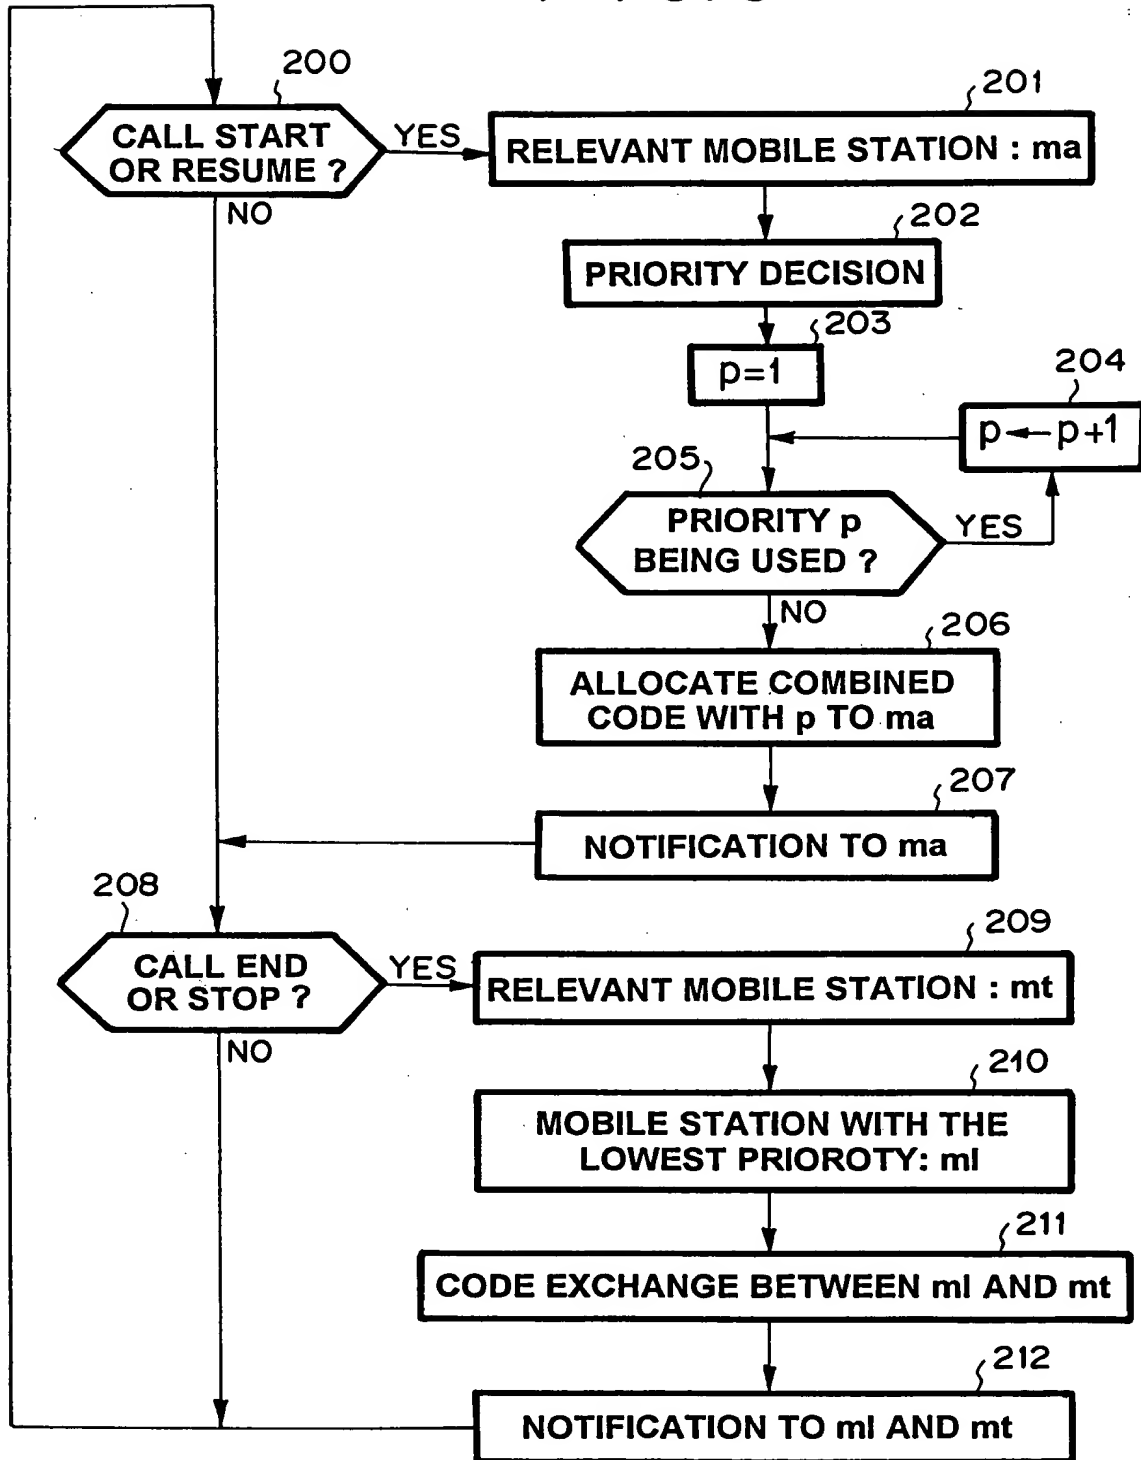 200
CALL START
OR RESUME ?
YES
NO
201
RELEVANT MOBILE STATION : ma
202
PRIORITY DECISION
203
p=1
204
p ← p+1
205
PRIORITY p
BEING USED ?
YES
NO
206
ALLOCATE COMBINED
CODE WITH p TO ma
207
NOTIFICATION TO ma
208
CALL END
OR STOP ?
YES
NO
209
RELEVANT MOBILE STATION : mt
210
MOBILE STATION WITH THE
LOWEST PRIOROTY: ml
211
CODE EXCHANGE BETWEEN ml AND mt
212
NOTIFICATION TO ml AND mt